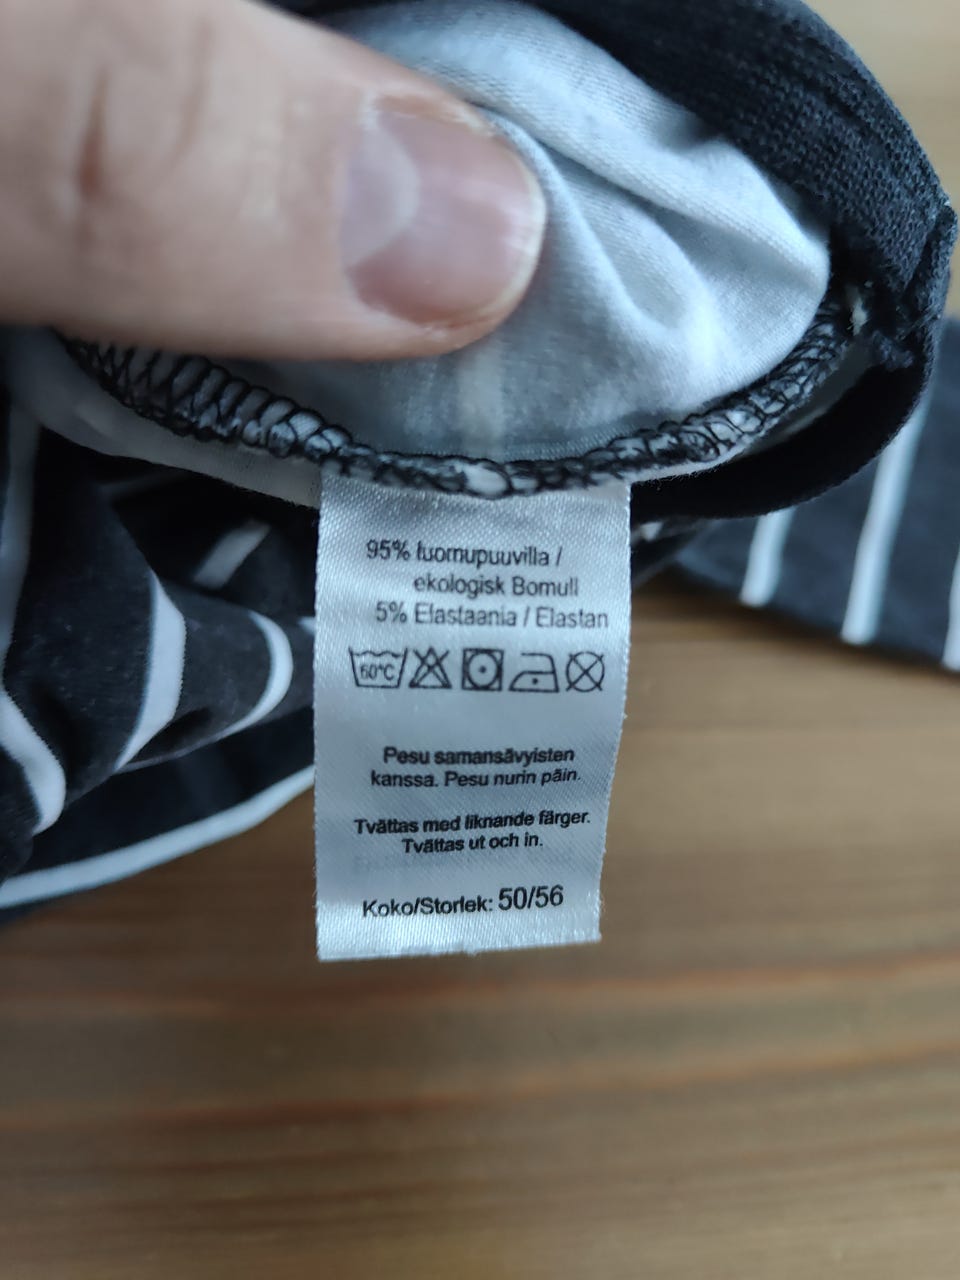 95% luomupuuvilla /
ekologisk Bomull
5% Elastaania / Elastan
60°C
Pesu samansävyisten
kanssa. Pesu nurin päin.
Tvättas med liknande färger.
Tvättas ut och in.
Koko/Storlek: 50/56